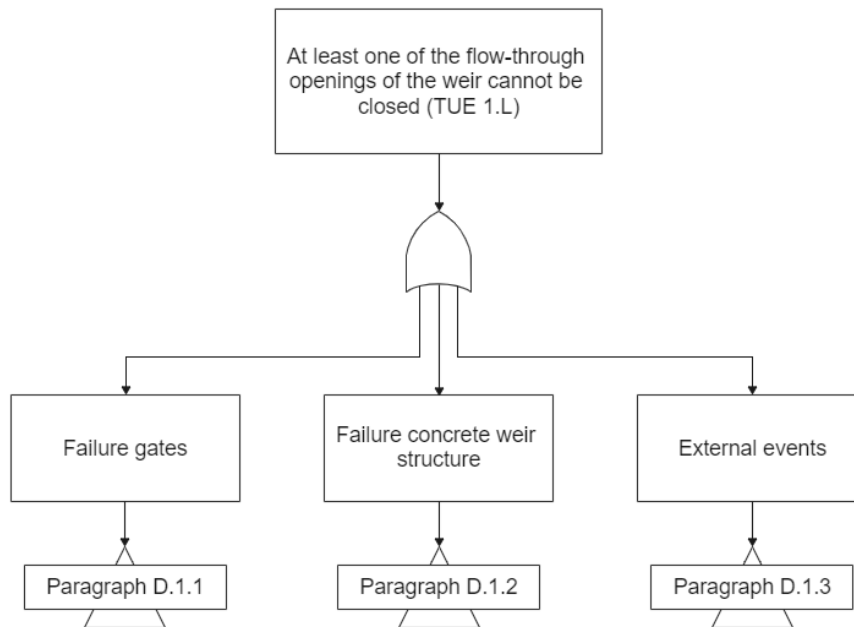 At least one of the flow-through
openings of the weir cannot be
closed (TUE 1.L)
Failure gates
Failure concrete weir
structure
External events
Paragraph D.1.1
Paragraph D.1.2
Paragraph D.1.3